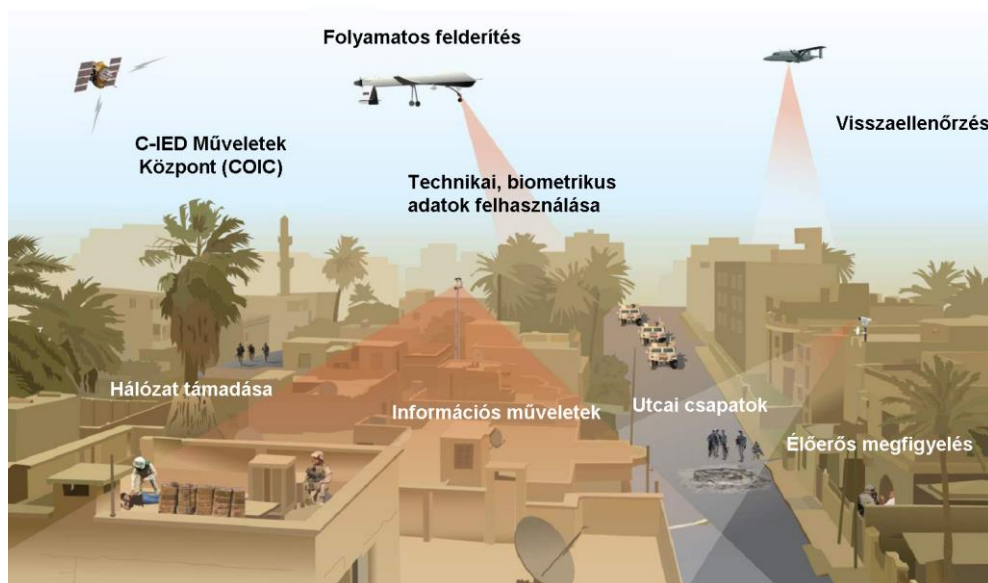 Folyamatos felderítés
Visszaellenőrzés
C-IED Műveletek
Központ (COIC)
Technikai, biometrikus
adatok felhasználása
Hálózat támadása
Információs műveletek
Utcai csapatok
Élőerős megfigyelés